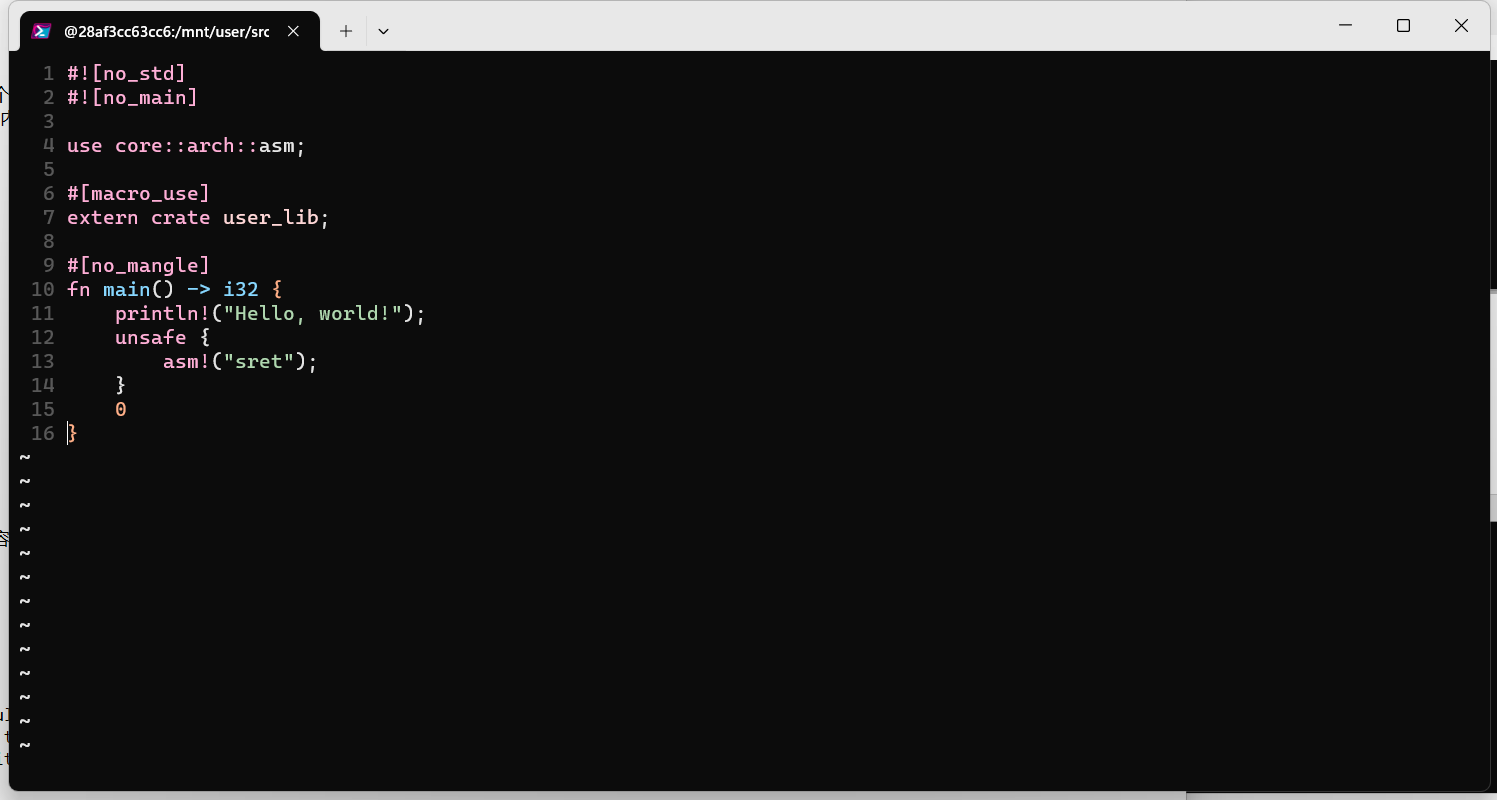 @28af3cc63cc6:/mnt/user/src
1 #![no_std]
2 #![no_main]
3
4 use core::arch::asm;
5
6 #[macro_use]
7 extern crate user_lib;
8
9 #[no_mangle]
10 fn main() -> i32 {
11     println!("Hello, world!");
12     unsafe {
13         asm!("sret");
14     }
15     0
16 }
~
~
~
~
~
~
~
~
~
~
~
~
~